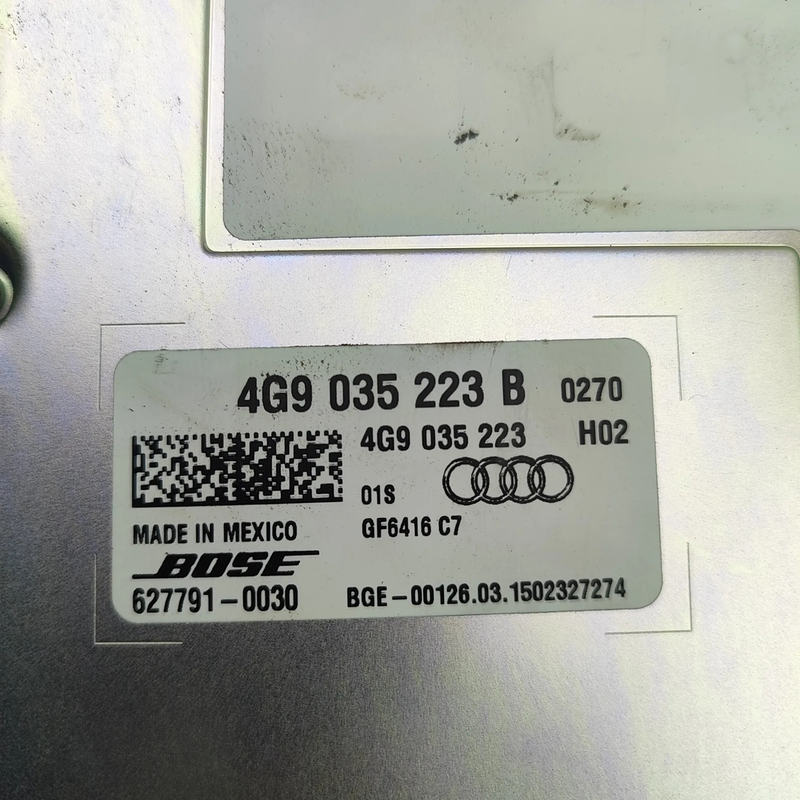 4G9 035 223 B 0270
4G9 035 223 H02
01S
MADE IN MEXICO GF6416 C7
BOSE
627791-0030 BGE-00126.03.1502327274